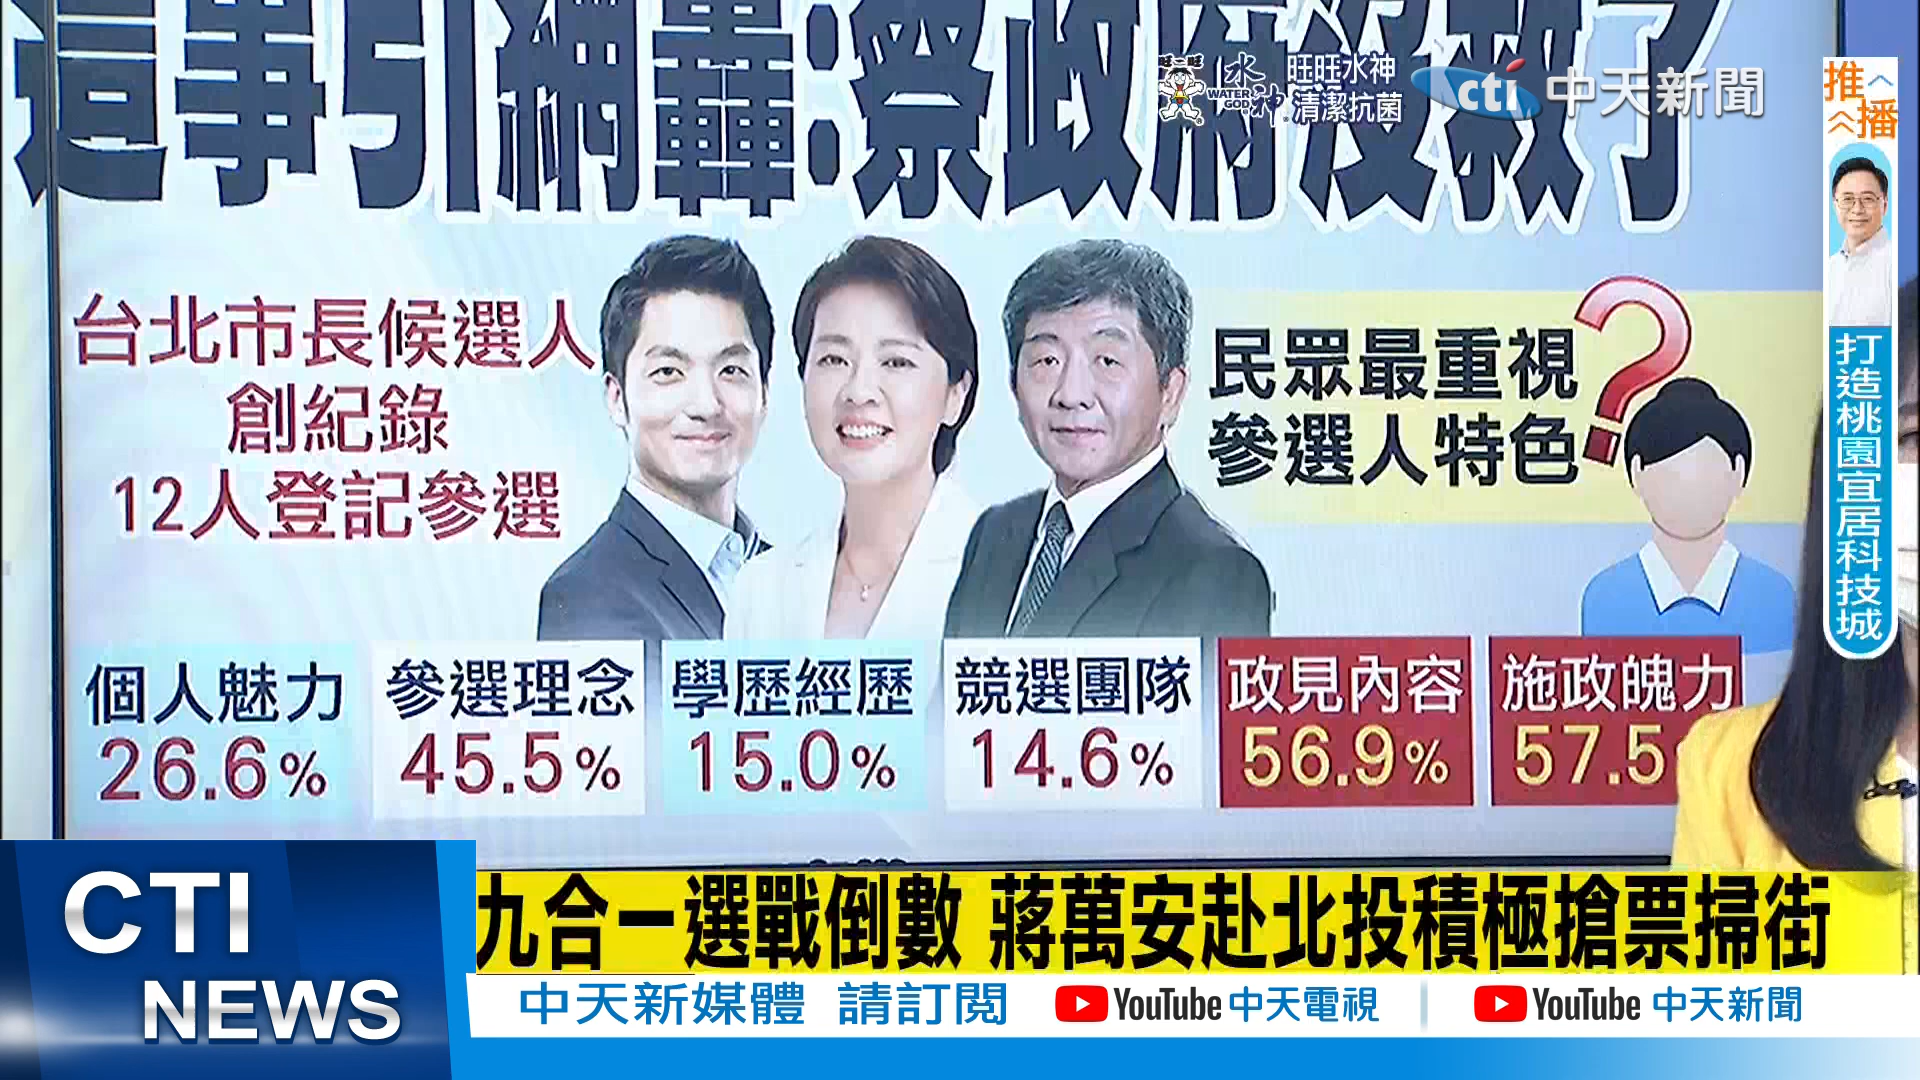 這事引網轟:蔡政府沒救了
旺旺
水神
WATER GOD
旺旺水神
清潔抗菌
cti 中天新聞
推播
打造桃園宜居科技城
台北市長候選人
創紀錄
12人登記參選
民眾最重視
參選人特色
?
個人魅力
26.6%
參選理念
45.5%
學歷經歷
15.0%
競選團隊
14.6%
政見內容
56.9%
施政魄力
57.5
CTI
NEWS
九合一選戰倒數 蔣萬安赴北投積極搶票掃街
中天新媒體 請訂閱 YouTube 中天電視 | YouTube 中天新聞